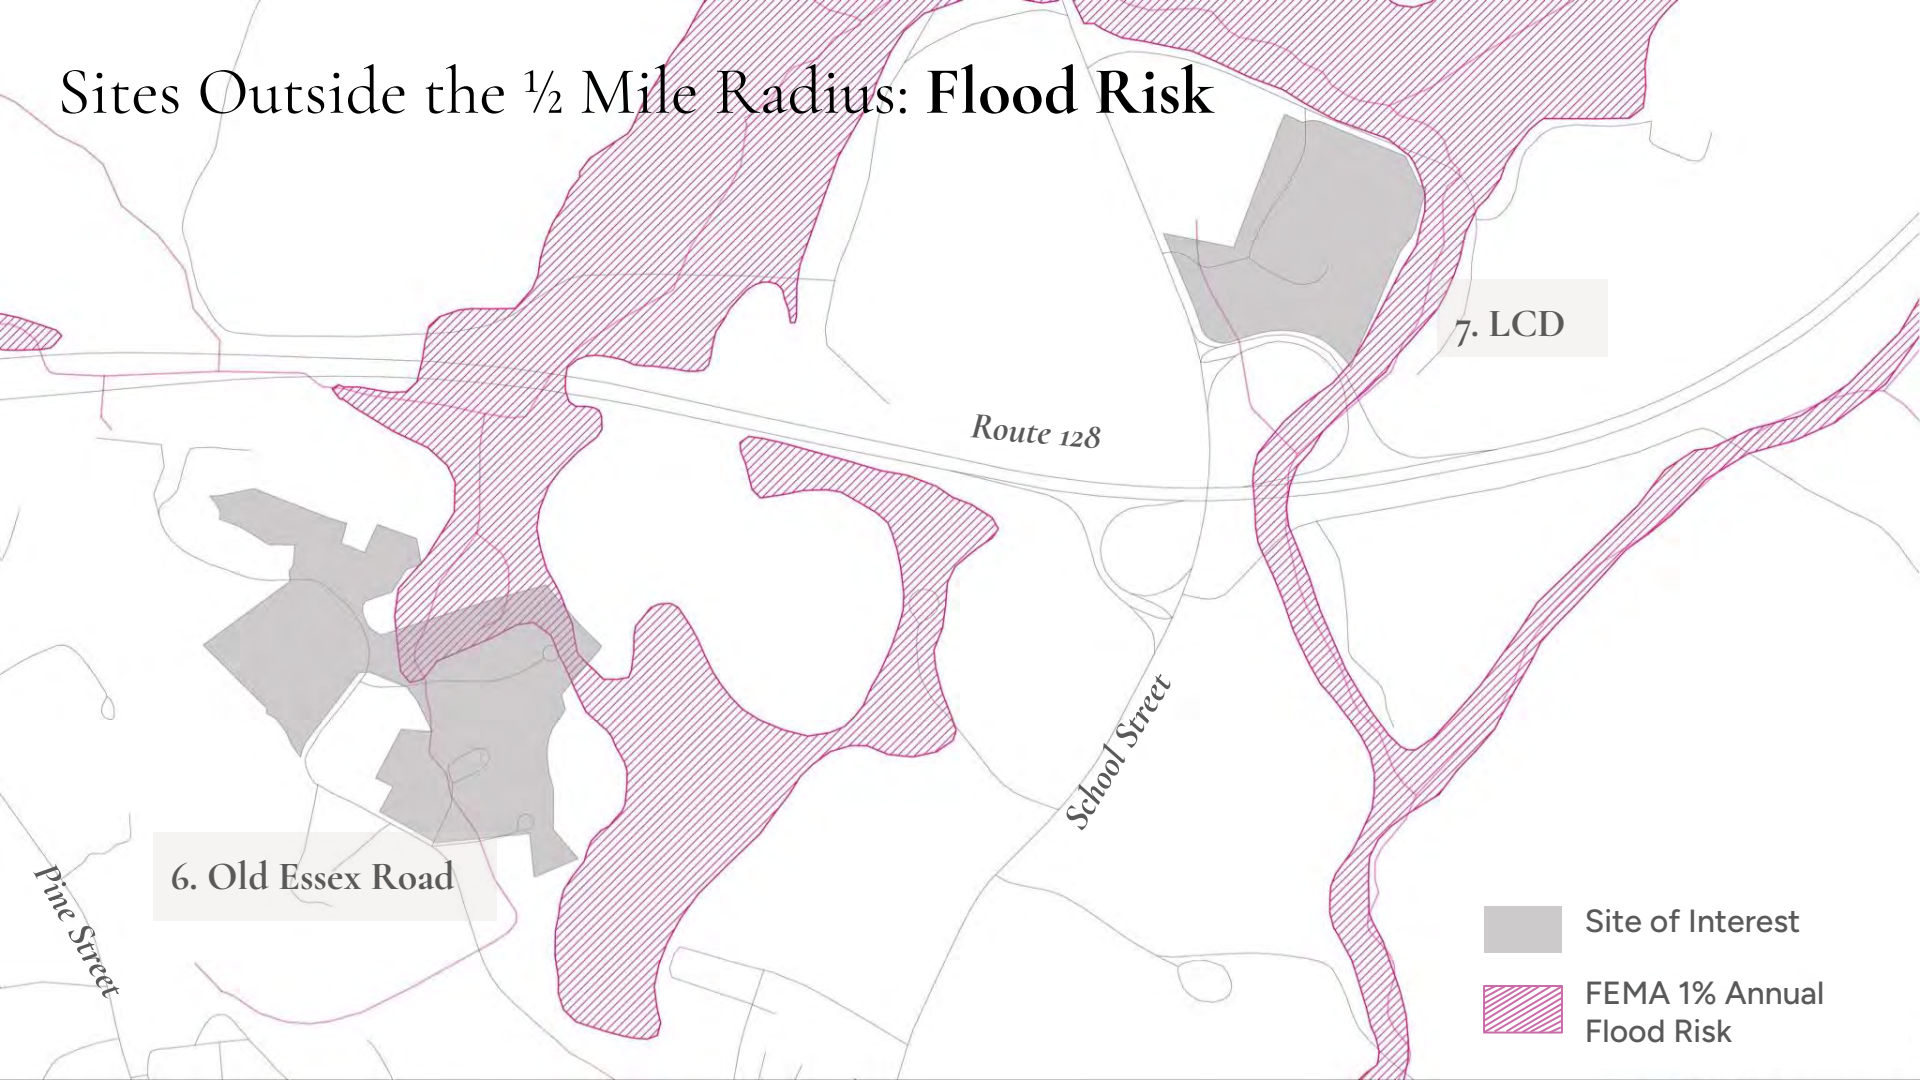 Sites Outside the ½ Mile Radius: Flood Risk
7. LCD
Route 128
School Street
6. Old Essex Road
Pine Street
Site of Interest
FEMA 1% Annual
Flood Risk